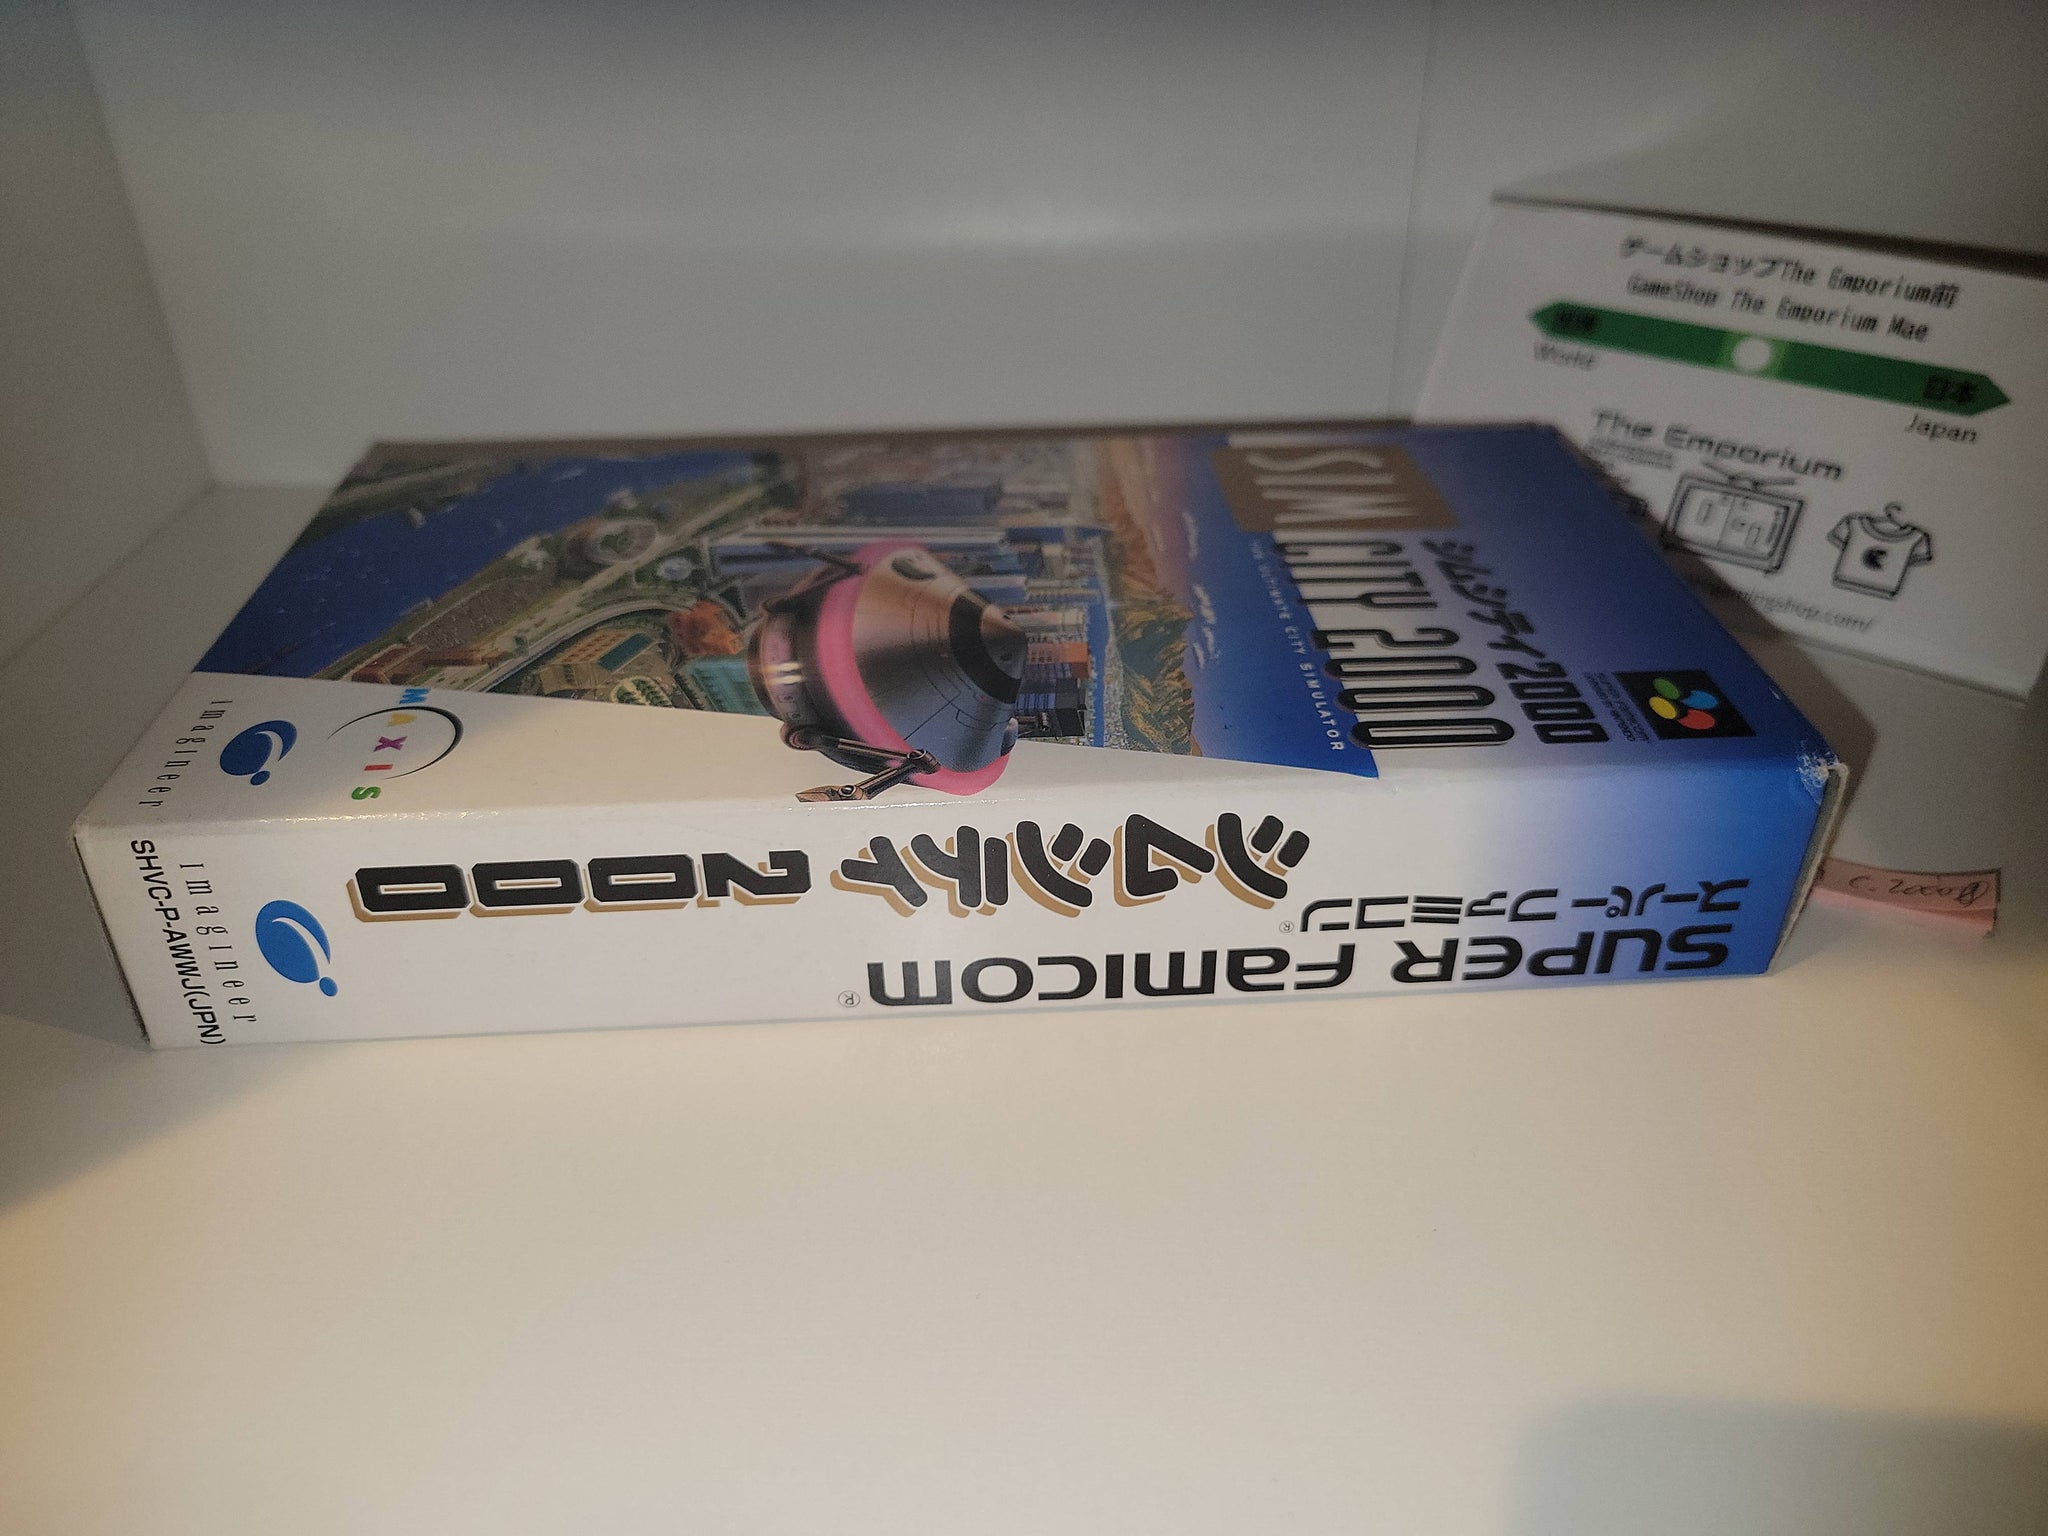 ゲームショップThe Emporium前
GameShop The Emporium Mae
世界
日本
World
Japan
The Emporium
SIM CITY 2000
THE ULTIMATE CITY SIMULATOR
シムシティ2000
MAXIS
imagineer
スーパーファミコン
SUPER FAMICOM®
シムシティ2000
imagineer
SHVC-P-AWWJ(JPN)